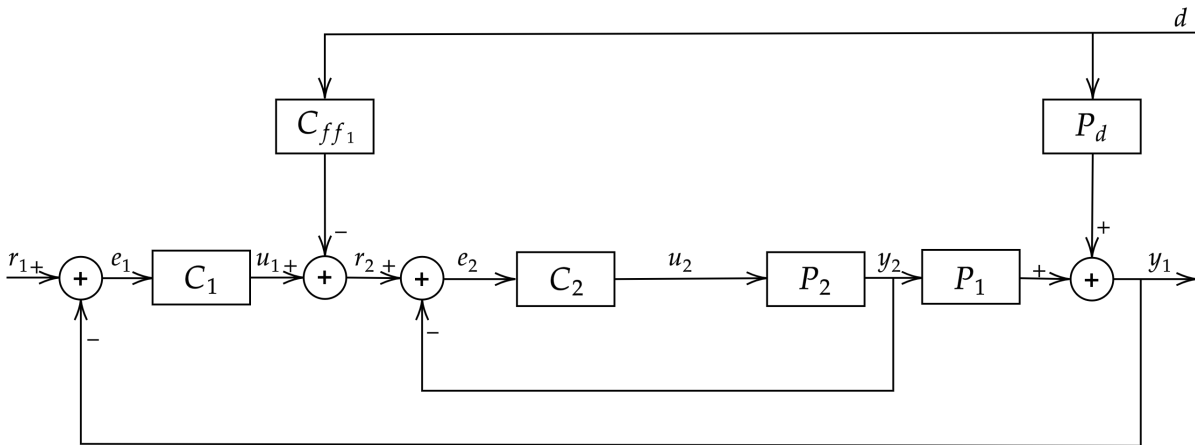 d
C_{ff_1}
P_d
−
+
r_1 +
+
e_1
C_1
u_1 +
+
r_2 +
+
e_2
C_2
u_2
P_2
y_2
P_1
+
+
y_1
−
−